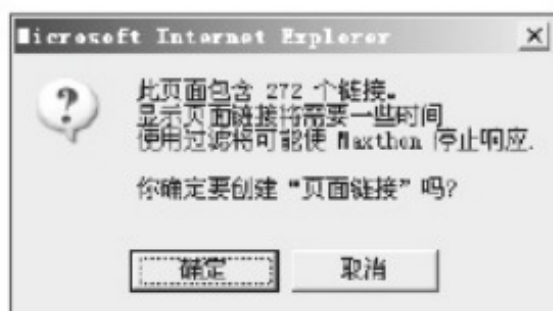 Microsoft Internet Explorer
此页面包含 272 个链接。
显示页面链接将需要一些时间
使用过滤将可能使 Maxthon 停止响应.
你确定要创建 “页面链接” 吗?
确定
取消